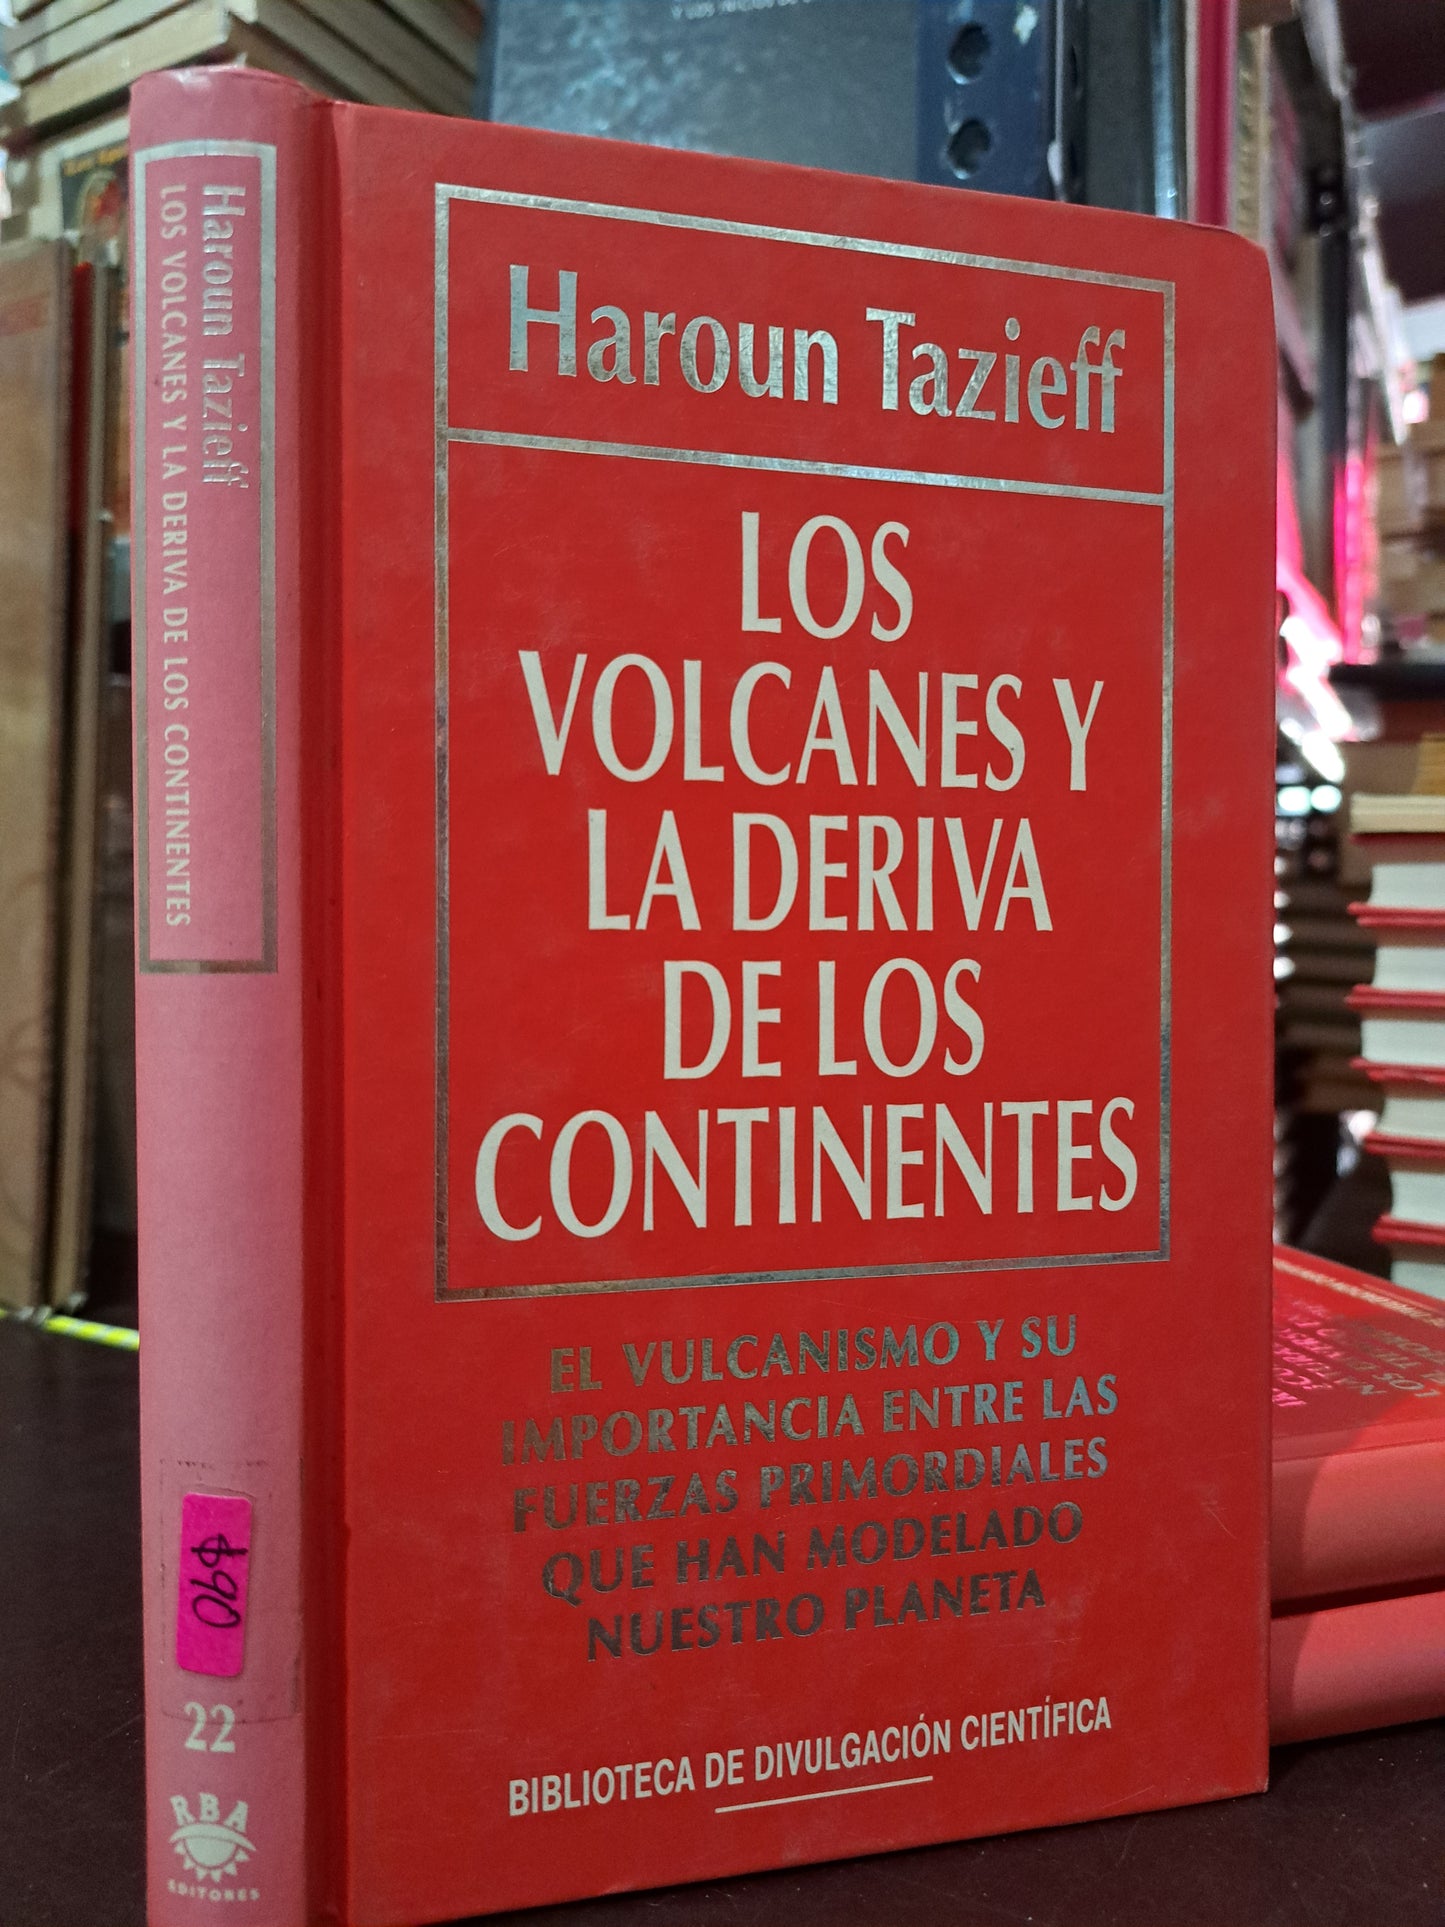 Haroun Tazieff
LOS
VOLCANES Y
LA DERIVA
DE LOS
CONTINENTES
EL VULCANISMO Y SU
IMPORTANCIA ENTRE LAS
FUERZAS PRIMORDIALES
QUE HAN MODELADO
NUESTRO PLANETA
BIBLIOTECA DE DIVULGACIÓN CIENTÍFICA
Haroun Tazieff
LOS VOLCANES Y LA DERIVA DE LOS CONTINENTES
$90
22
RBA
EDITORES